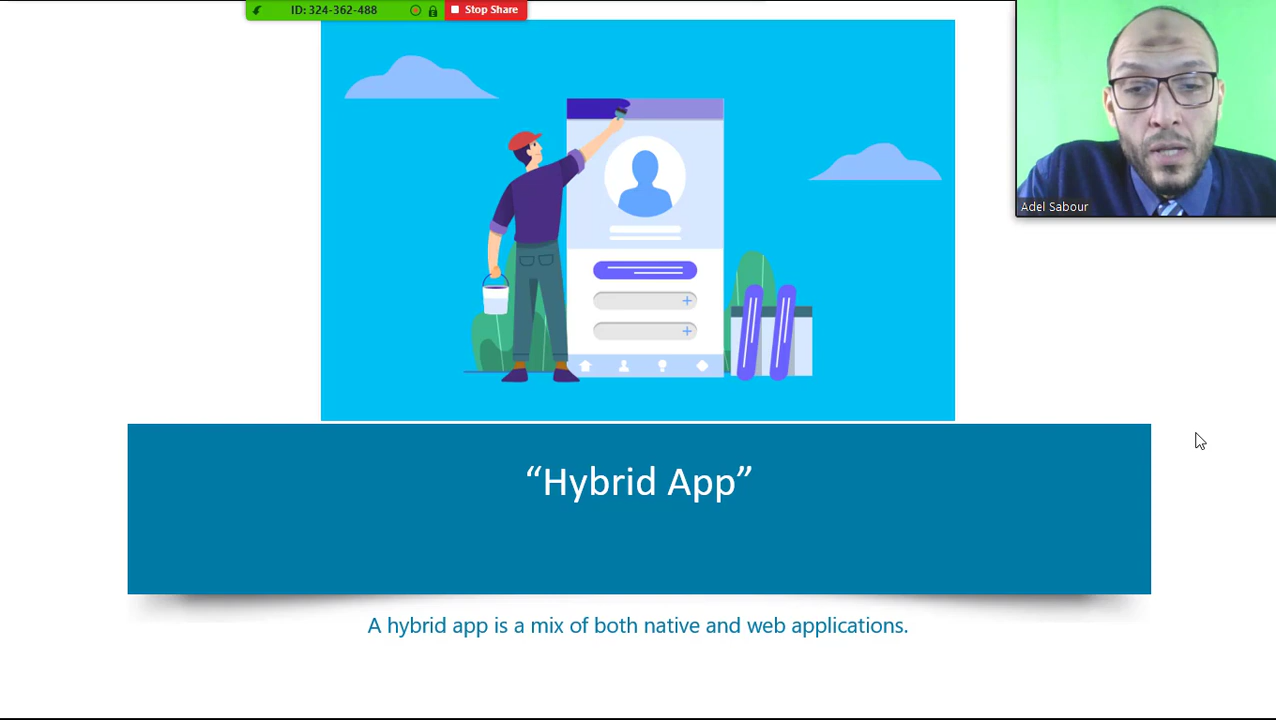 ID: 324-362-488
Stop Share
Adel Sabour
“Hybrid App”
A hybrid app is a mix of both native and web applications.